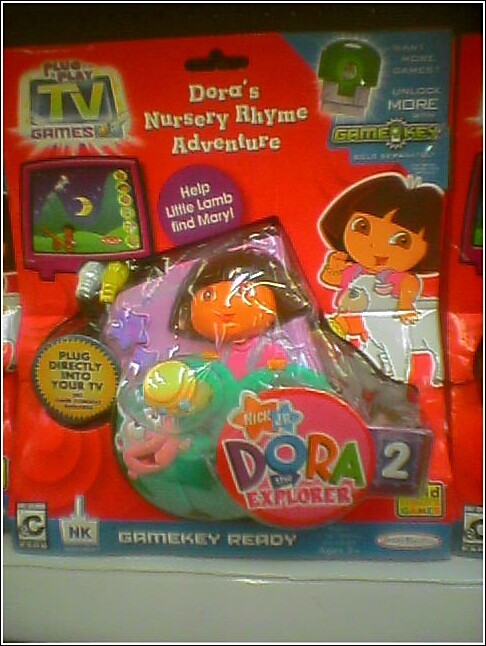 PLUG
N PLAY
TV
GAMES
Dora's
Nursery Rhyme
Adventure
WANT
MORE
GAMES?
UNLOCK
MORE
GAMEKEY
SOLD SEPARATELY
Help
Little Lamb
find Mary!
PLUG
DIRECTLY
INTO
YOUR TV
NICK JR.
DORA
the
EXPLORER
2
GAMES
NK
GAMEKEY READY